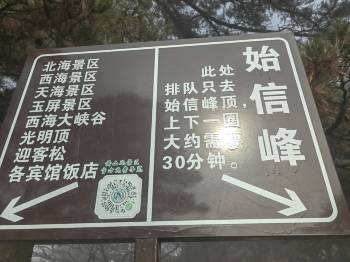 北海景区
西海景区
天海景区
玉屏景区
西海大峡谷
光明顶
迎客松
各宾馆饭店
此处
排队只去
始信峰顶，
上下一圈
大约需要
30分钟。
始信峰